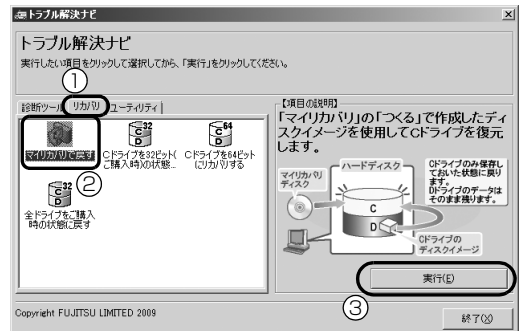 トラブル解決ナビ
トラブル解決ナビ
実行したい項目をクリックして選択してから、「実行」をクリックしてください。
①
診断ツール
リカバリ
ユーティリティ
マイリカバリで戻す
②
Cドライブを32ビット(
ご購入時)の状態...
Cドライブを64ビット
にリカバリする
全ドライブをご購入
時の状態に戻す
【項目の説明】
「マイリカバリ」の「つくる」で作成したディ
スクイメージを使用してCドライブを復元
します。
ハードディスク
マイリカバリ
ディスク
Cドライブのみ保存し
ておいた状態に戻り
ます。
Dドライブのデータは
そのまま残ります。
C
D
Cドライブの
ディスクイメージ
実行(E)
③
Copyright FUJITSU LIMITED 2009
終了(X)